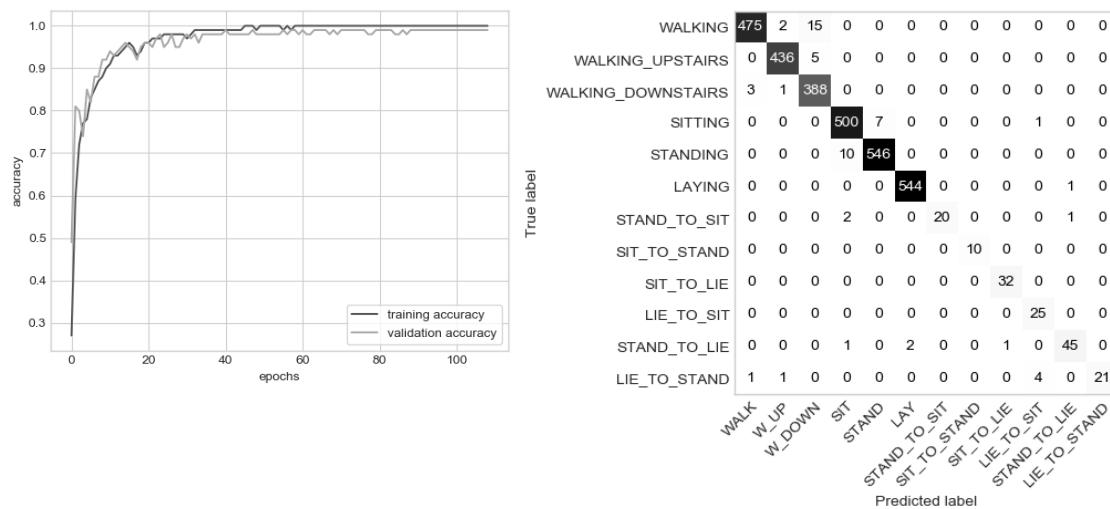 1.0
0.9
0.8
0.7
0.6
0.5
0.4
0.3
accuracy
0 20 40 60 80 100
epochs
training accuracy
validation accuracy
True label
WALKING 475 2 15 0 0 0 0 0 0 0 0 0
WALKING_UPSTAIRS 0 436 5 0 0 0 0 0 0 0 0 0
WALKING_DOWNSTAIRS 3 1 388 0 0 0 0 0 0 0 0 0
SITTING 0 0 0 500 7 0 0 0 0 1 0 0
STANDING 0 0 0 10 546 0 0 0 0 0 0 0
LAYING 0 0 0 0 0 544 0 0 0 0 1 0
STAND_TO_SIT 0 0 0 2 0 0 20 0 0 0 1 0
SIT_TO_STAND 0 0 0 0 0 0 0 10 0 0 0 0
SIT_TO_LIE 0 0 0 0 0 0 0 0 32 0 0 0
LIE_TO_SIT 0 0 0 0 0 0 0 0 0 25 0 0
STAND_TO_LIE 0 0 0 1 0 2 0 0 1 0 45 0
LIE_TO_STAND 1 1 0 0 0 0 0 0 0 4 0 21
WALK
W_UP
W_DOWN
SIT
STAND
LAY
STAND_TO_SIT
SIT_TO_STAND
SIT_TO_LIE
LIE_TO_SIT
STAND_TO_LIE
LIE_TO_STAND
Predicted label